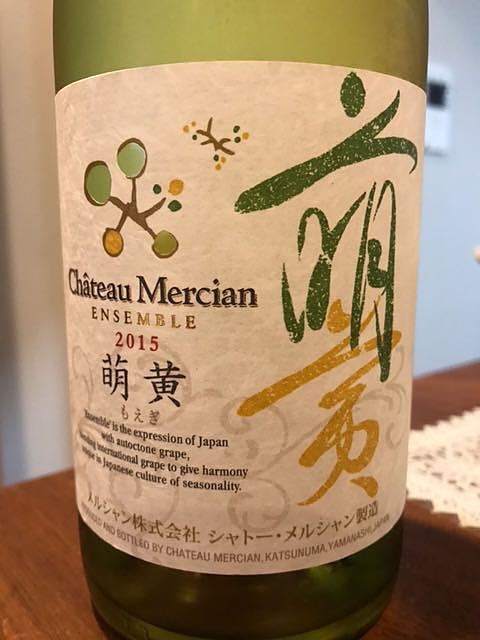 萌黄
Château Mercian
ENSEMBLE
2015
萌黄
もえぎ
'Ensemble' is the expression of Japan
with autoctone grape,
blending international grape to give harmony
in Japanese culture of seasonality.
メルシャン株式会社 シャトー・メルシャン製造
PRODUCED AND BOTTLED BY CHATEAU MERCIAN, KATSUNUMA, YAMANASHI, JAPAN